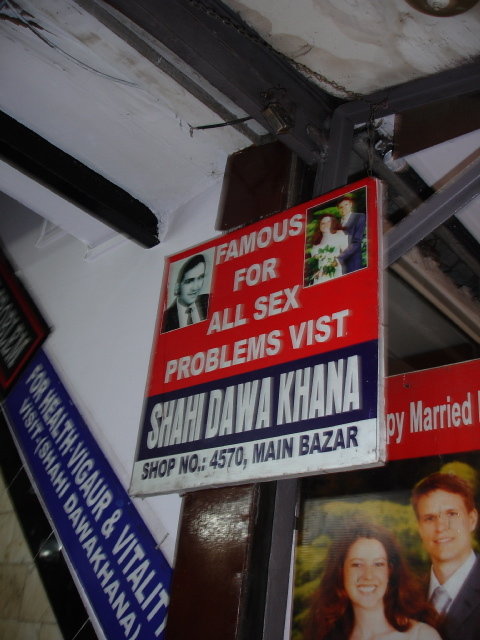 FAMOUS
FOR
ALL SEX
PROBLEMS VIST
SHAHI DAWA KHANA
SHOP NO.: 4570, MAIN BAZAR
FOR HEALTH VIGAUR & VITALITY
VISIT (SHAHI DAWAKHANA)
py Married